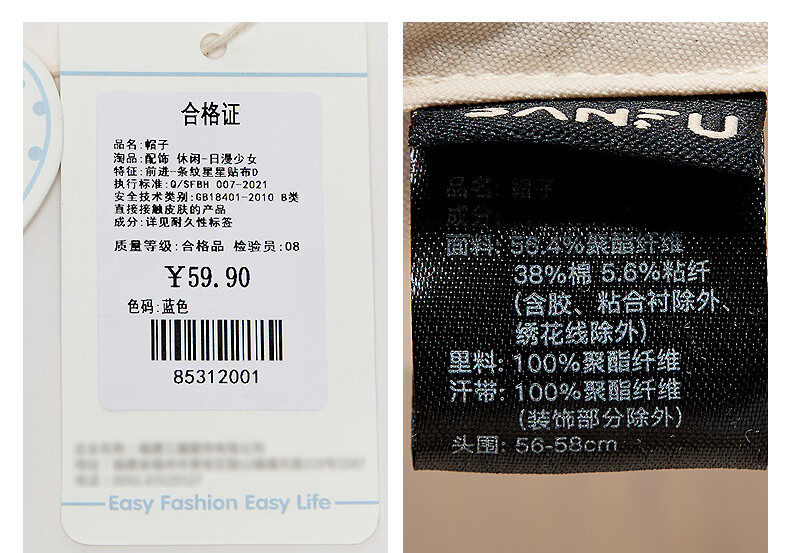 合格证
品名:帽子
淘品:配饰 休闲-日漫少女
特征:前进-条纹星星贴布D
执行标准:Q/SFBH 007-2021
安全技术类别:GB18401-2010 B类
直接接触皮肤的产品
成分:详见耐久性标签
质量等级:合格品 检验员:08
¥59.90
色码:蓝色
85312001
Easy Fashion Easy Life
品名: 帽子
成分:
面料: 56.4%聚酯纤维
38%棉 5.6%粘纤
(含胶、粘合衬除外、
绣花线除外)
里料: 100%聚酯纤维
汗带: 100%聚酯纤维
(装饰部分除外)
头围: 56-58cm